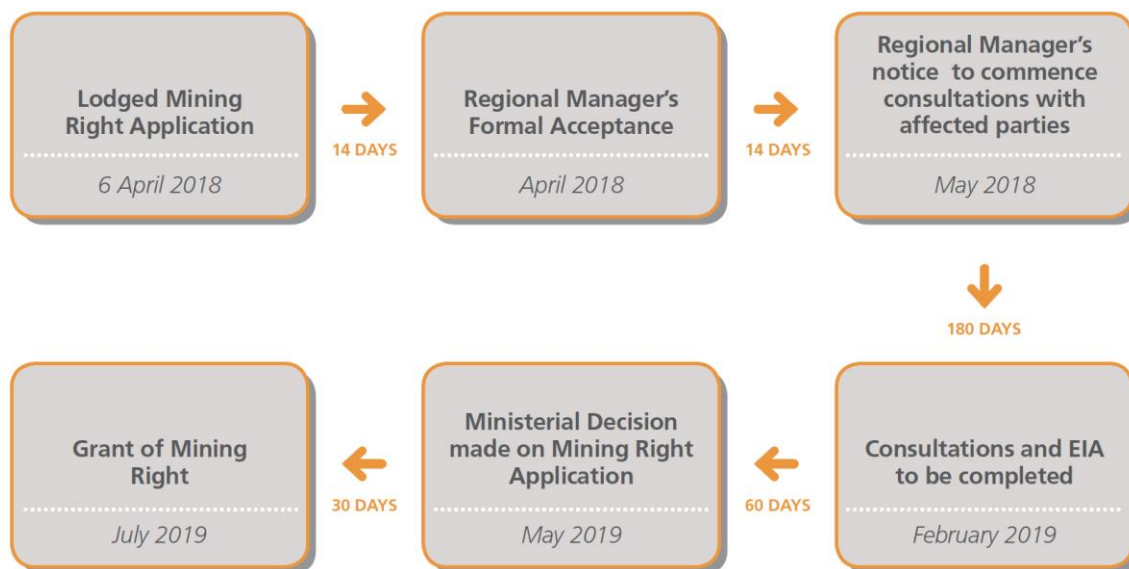 Lodged Mining
Right Application
6 April 2018
14 DAYS
Regional Manager's
Formal Acceptance
April 2018
14 DAYS
Regional Manager's
notice to commence
consultations with
affected parties
May 2018
180 DAYS
Consultations and EIA
to be completed
February 2019
60 DAYS
Ministerial Decision
made on Mining Right
Application
May 2019
30 DAYS
Grant of Mining
Right
July 2019